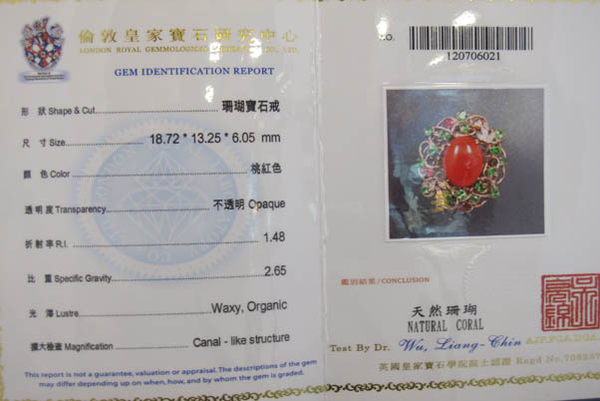 倫敦皇家寶石研究中心
LONDON ROYAL GEMMOLOGICAL CO., LTD.
GEM IDENTIFICATION REPORT
形 狀 Shape & Cut 珊瑚寶石戒
尺 寸 Size 18.72 * 13.25 * 6.05 mm
顏 色 Color 桃紅色
透明度 Transparency 不透明 Opaque
折射率 R.I. 1.48
比 重 Specific Gravity 2.65
光 澤 Lustre Waxy, Organic
擴大檢查 Magnification Canal - like structure
This report is not a guarantee, valuation or appraisal. The descriptions of the gem
may differ depending up on when, how, and by whom the gem is graded.
NO.
120706021
鑑別結果/CONCLUSION
天然珊瑚
NATURAL CORAL
Test By Dr. Wu, Liang-Chin
英國皇家寶石學院院士認證 Regd No.